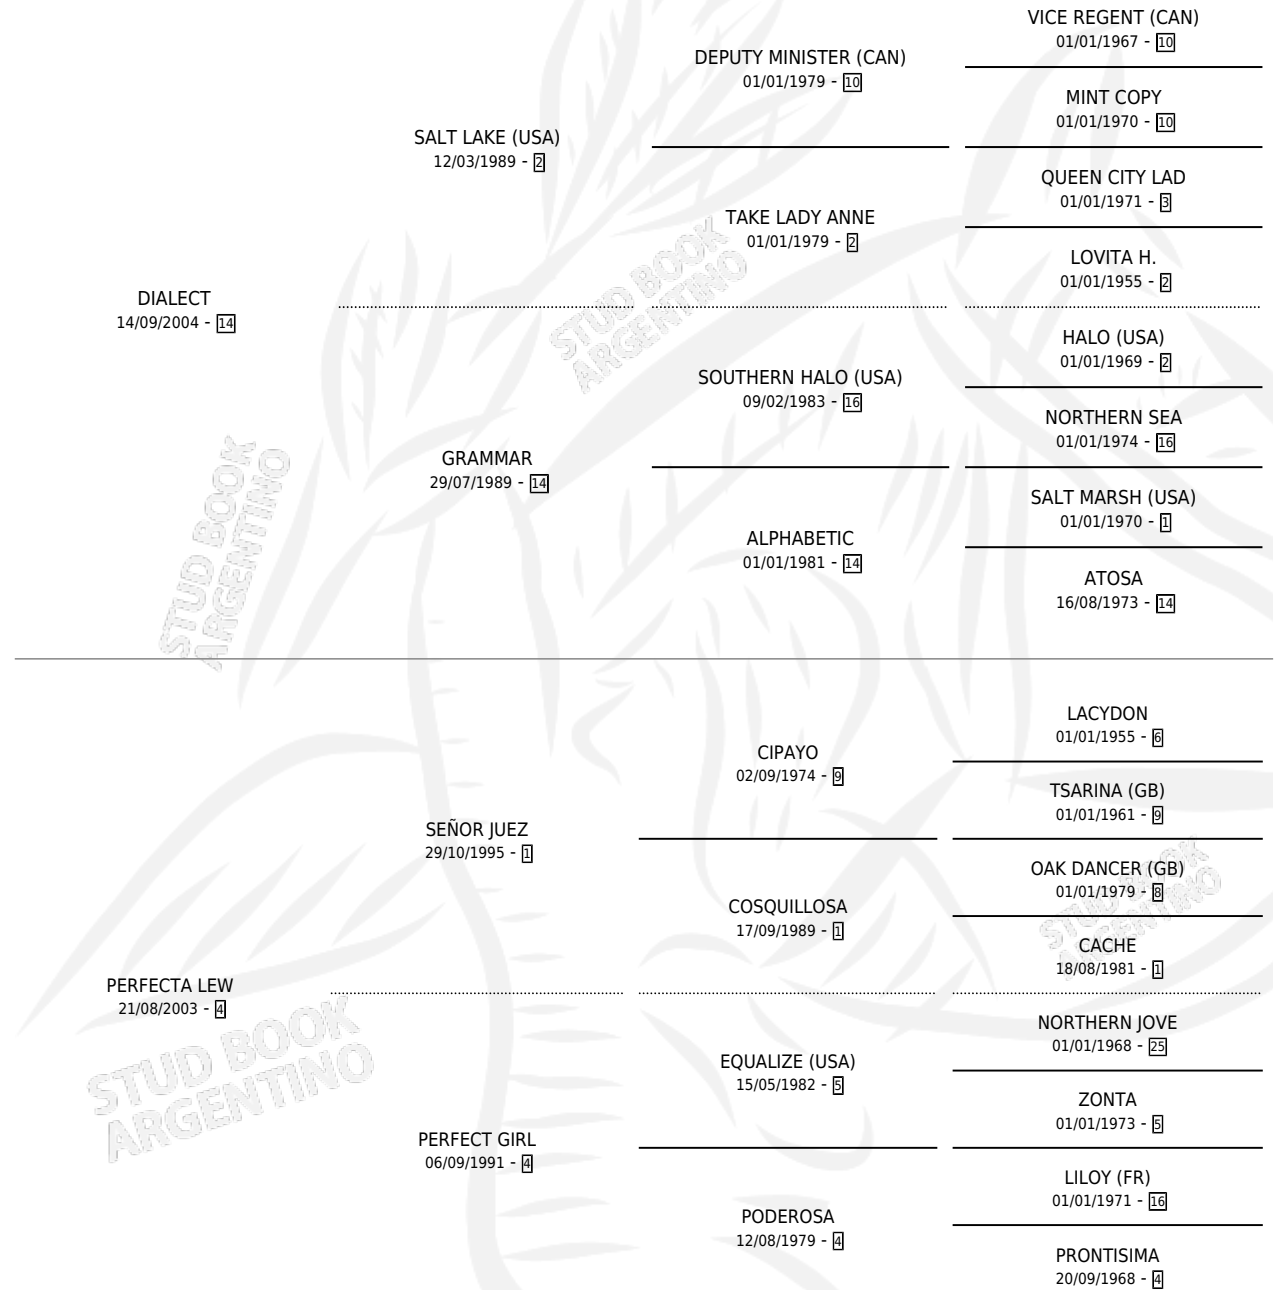 VICE REGENT (CAN)
01/01/1967 - 10
DEPUTY MINISTER (CAN)
01/01/1979 - 10
MINT COPY
01/01/1970 - 10
SALT LAKE (USA)
12/03/1989 - 2
QUEEN CITY LAD
01/01/1971 - 3
TAKE LADY ANNE
01/01/1979 - 2
LOVITA H.
01/01/1955 - 2
DIALECT
14/09/2004 - 14
STUD BOOK
ARGENTINO
HALO (USA)
01/01/1969 - 2
SOUTHERN HALO (USA)
09/02/1983 - 16
NORTHERN SEA
01/01/1974 - 16
GRAMMAR
29/07/1989 - 14
SALT MARSH (USA)
01/01/1970 - 1
ALPHABETIC
01/01/1981 - 14
ATOSA
16/08/1973 - 14
STUD BOOK
ARGENTINO
LACYDON
01/01/1955 - 6
CIPAYO
02/09/1974 - 9
TSARINA (GB)
01/01/1961 - 9
SEÑOR JUEZ
29/10/1995 - 1
OAK DANCER (GB)
01/01/1979 - 8
COSQUILLOSA
17/09/1989 - 1
CACHE
18/08/1981 - 1
STUD BOOK
ARGENTINO
PERFECTA LEW
21/08/2003 - 4
NORTHERN JOVE
01/01/1968 - 25
EQUALIZE (USA)
15/05/1982 - 5
ZONTA
01/01/1973 - 5
STUD BOOK
ARGENTINO
PERFECT GIRL
06/09/1991 - 4
LILOY (FR)
01/01/1971 - 16
PODEROSA
12/08/1979 - 4
PRONTISIMA
20/09/1968 - 4